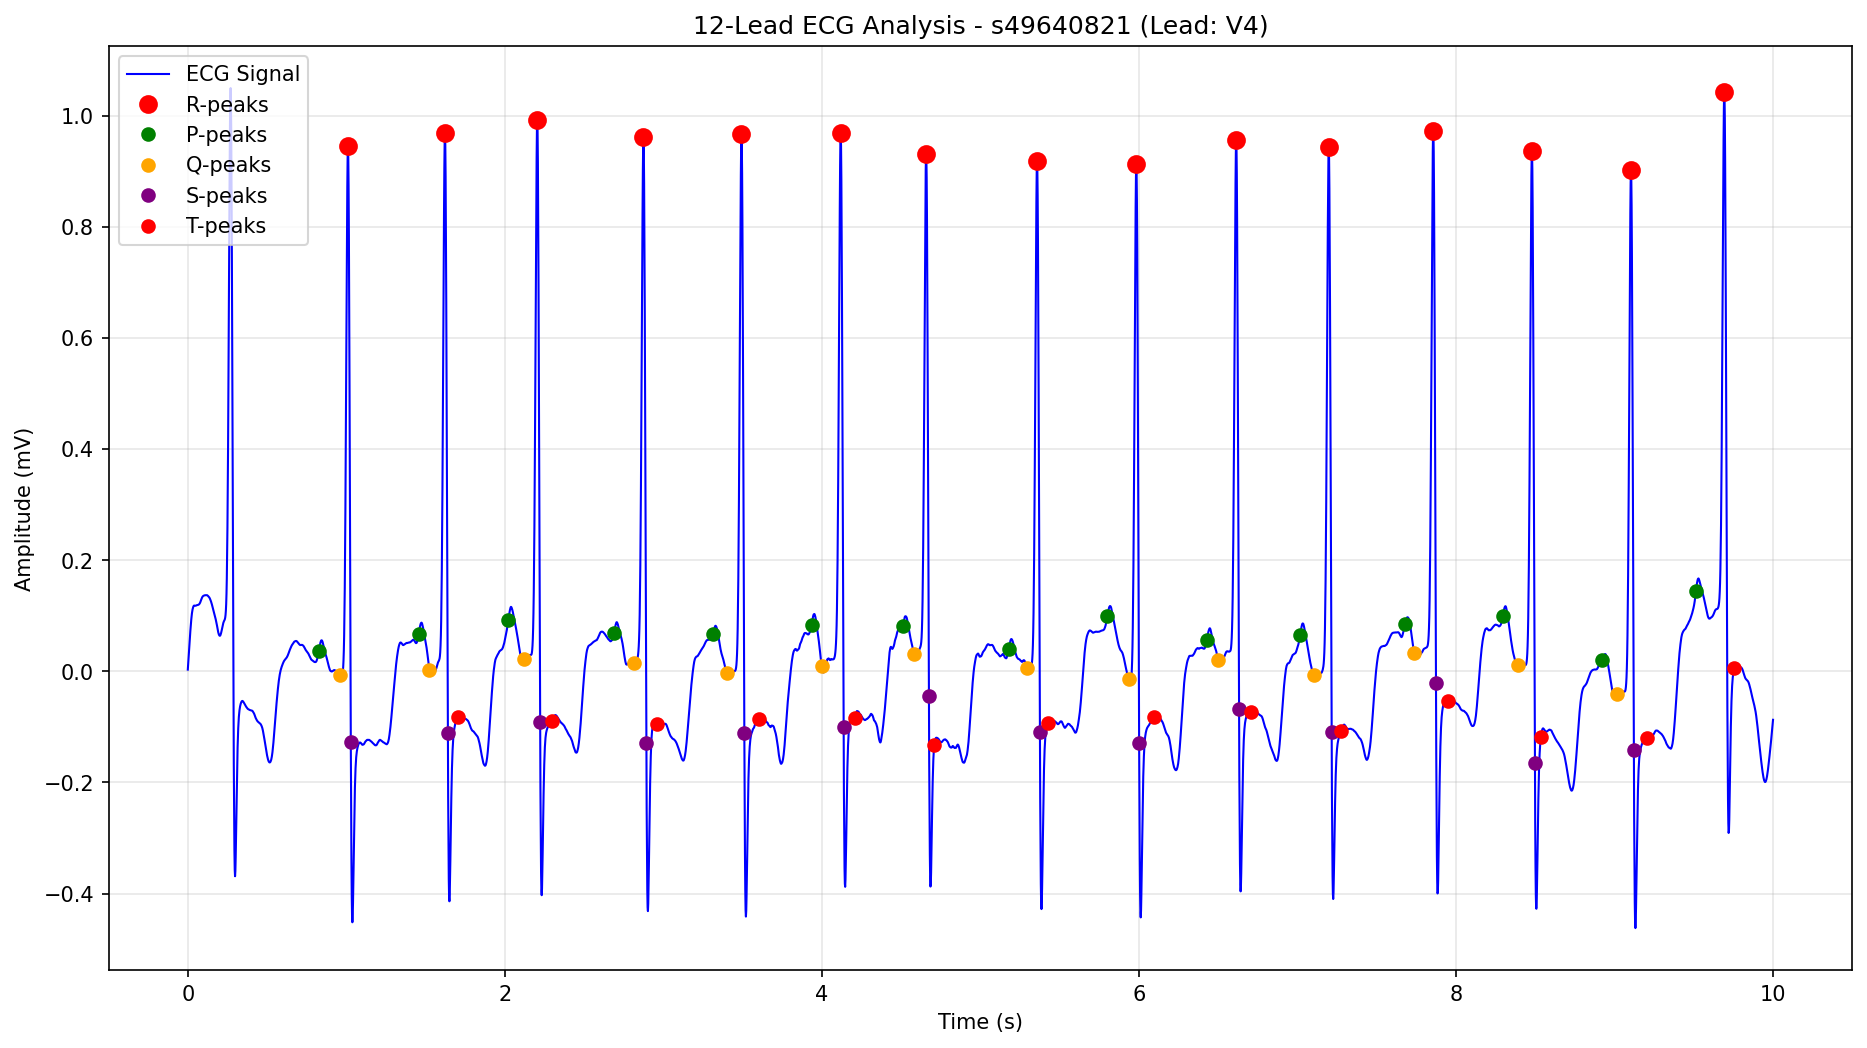 12-Lead ECG Analysis - s49640821 (Lead: V4)
ECG Signal
R-peaks
P-peaks
Q-peaks
S-peaks
T-peaks
Amplitude (mV)
1.0
0.8
0.6
0.4
0.2
0.0
−0.2
−0.4
0 2 4 6 8 10
Time (s)